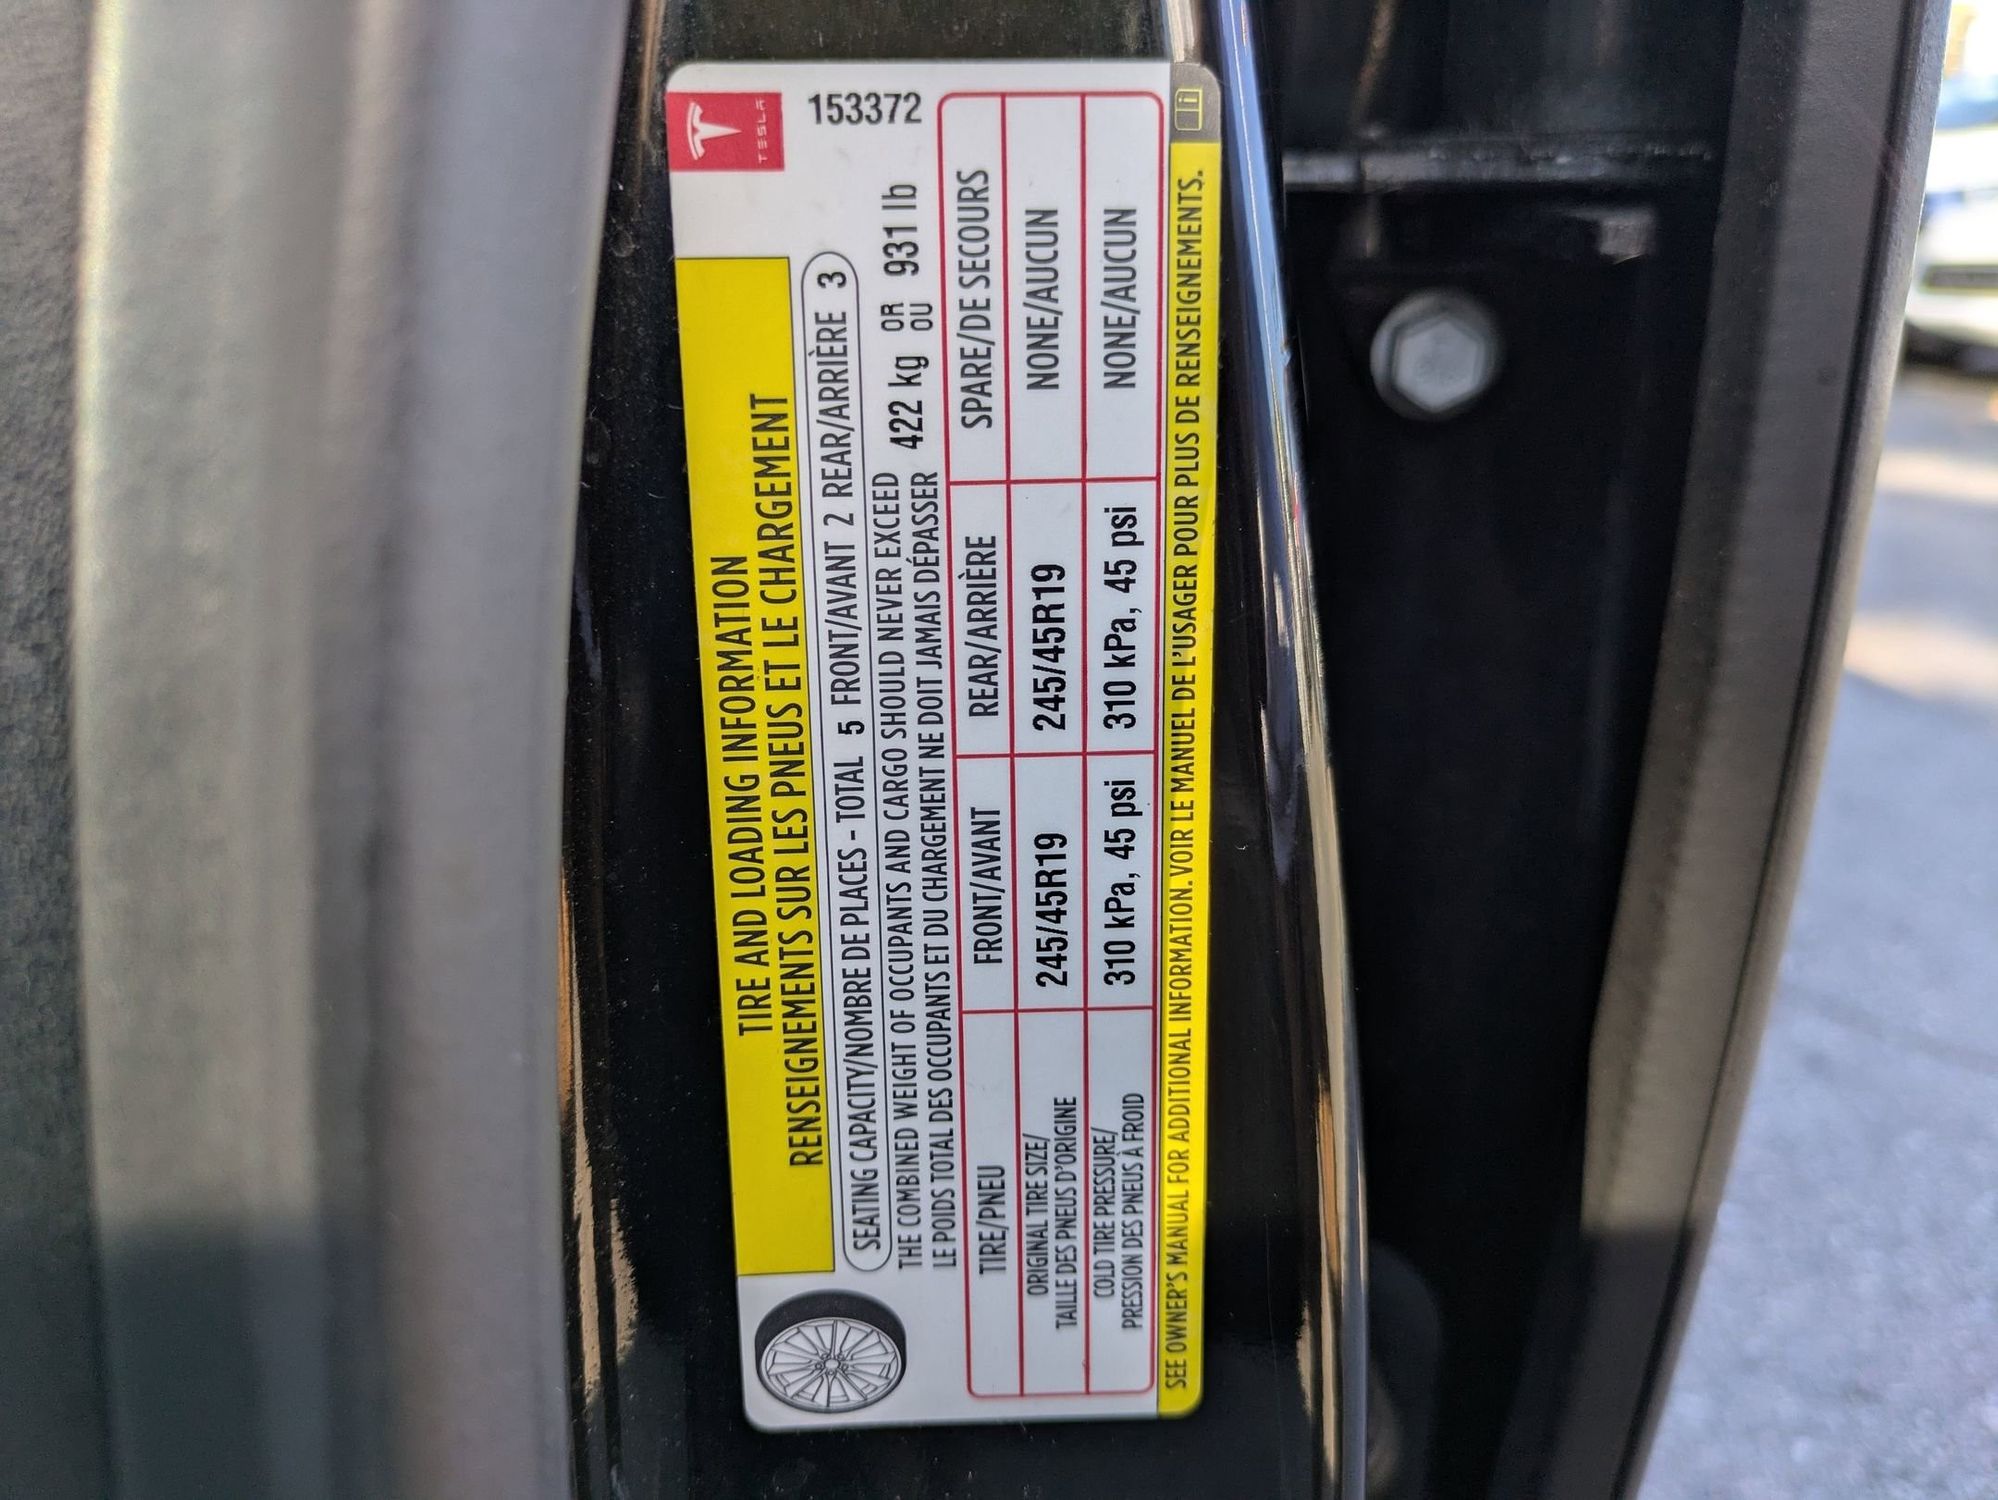 TIRE AND LOADING INFORMATION
RENSEIGNEMENTS SUR LES PNEUS ET LE CHARGEMENT
TESLA
153372
SEATING CAPACITY/NOMBRE DE PLACES - TOTAL 5 FRONT/AVANT 2 REAR/ARRIÈRE 3
THE COMBINED WEIGHT OF OCCUPANTS AND CARGO SHOULD NEVER EXCEED 422 kg OR 931 lb
LE POIDS TOTAL DES OCCUPANTS ET DU CHARGEMENT NE DOIT JAMAIS DÉPASSER OU
TIRE/PNEU FRONT/AVANT REAR/ARRIÈRE SPARE/DE SECOURS
ORIGINAL TIRE SIZE/
TAILLE DES PNEUS D'ORIGINE 245/45R19 245/45R19 NONE/AUCUN
COLD TIRE PRESSURE/
PRESSION DES PNEUS À FROID 310 kPa, 45 psi 310 kPa, 45 psi NONE/AUCUN
SEE OWNER'S MANUAL FOR ADDITIONAL INFORMATION. VOIR LE MANUEL DE L'USAGER POUR PLUS DE RENSEIGNEMENTS.